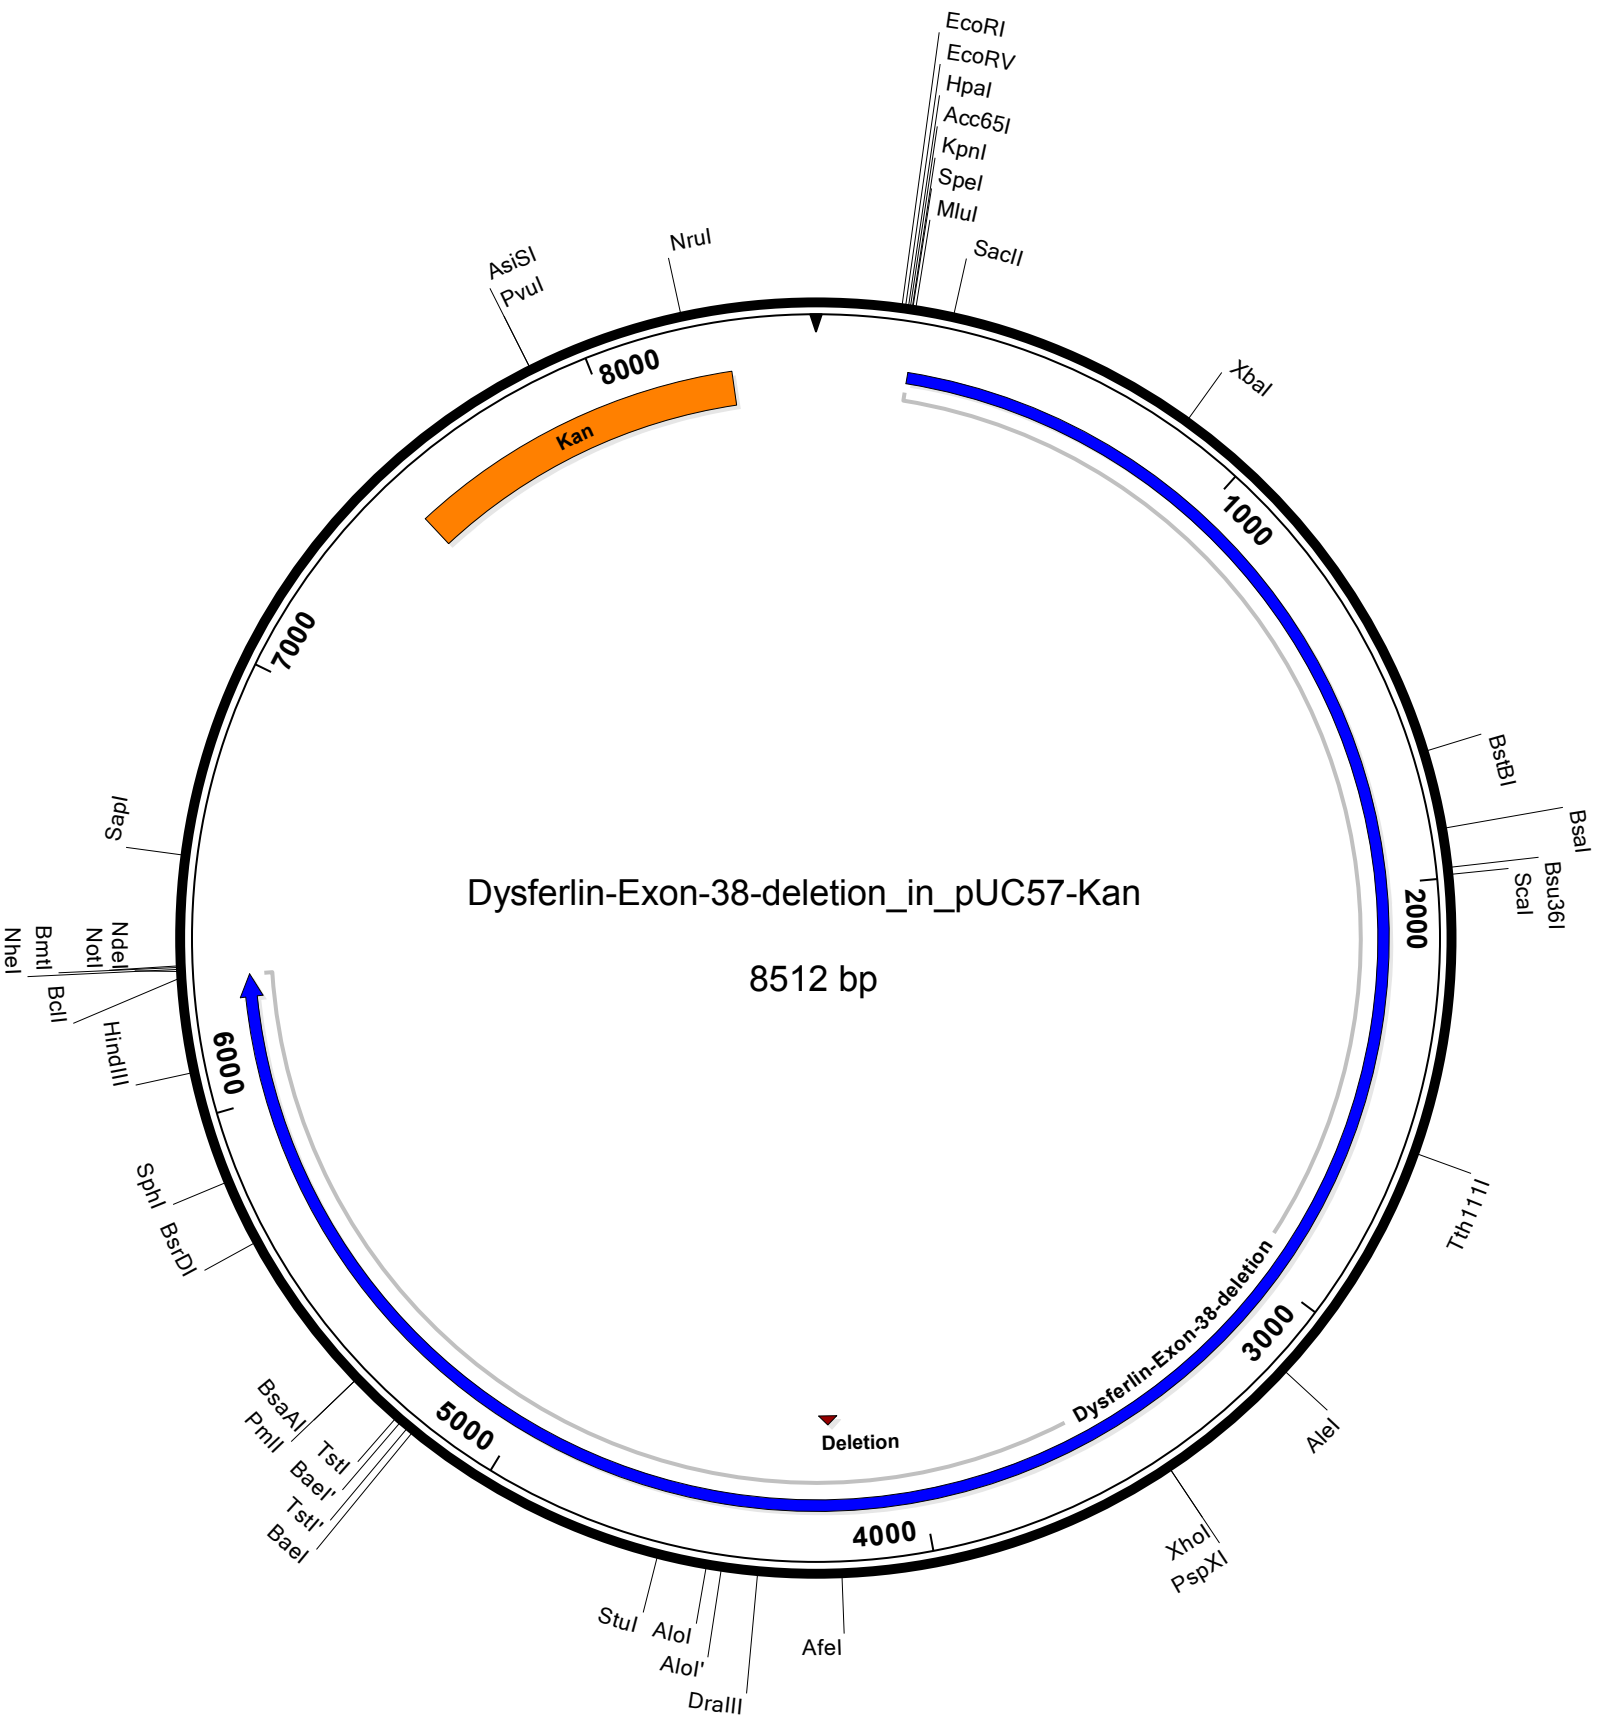 EcoRI
EcoRV
HpaI
Acc65I
KpnI
SpeI
MluI
SacII
NruI
AsiSI
PvuI
8000
Kan
XbaI
1000
7000
BstBI
BsaI
Bsu36I
ScaI
2000
SapI
Dysferlin-Exon-38-deletion_in_pUC57-Kan
8512 bp
NdeI
NotI
BmtI
NheI
BclI
HindIII
6000
SphI
BsrDI
Tth111I
3000
Dysferlin-Exon-38-deletion
AleI
Deletion
5000
4000
BsaAI
PmlI
TstI
BaeI'
TstI'
BaeI
XhoI
PspXI
StuI
AloI
AloI'
DraIII
AfeI